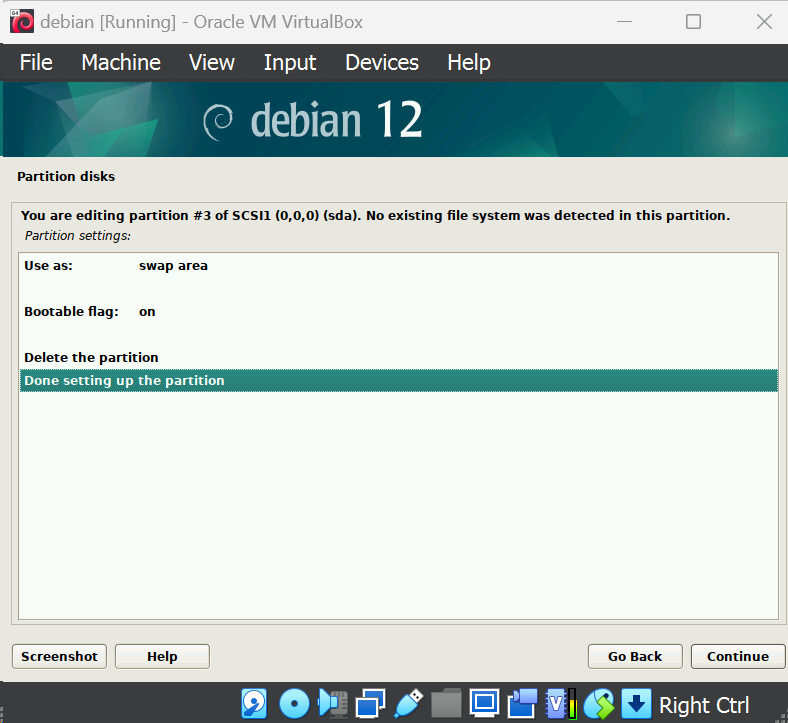 64
debian [Running] - Oracle VM VirtualBox
File Machine View Input Devices Help
debian 12
Partition disks
You are editing partition #3 of SCSI1 (0,0,0) (sda). No existing file system was detected in this partition.
Partition settings:
Use as: swap area
Bootable flag: on
Delete the partition
Done setting up the partition
Screenshot Help Go Back Continue
V Right Ctrl